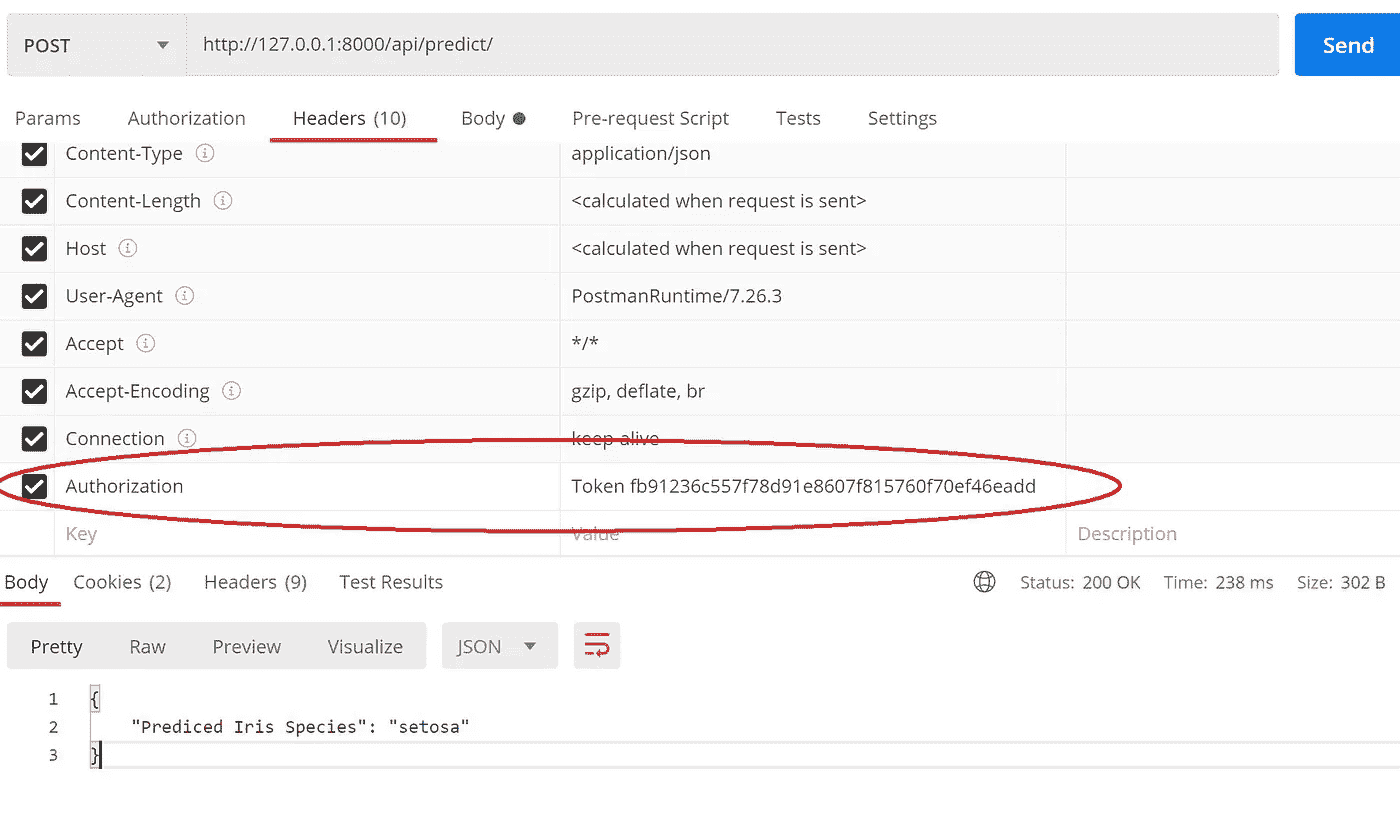 POST http://127.0.0.1:8000/api/predict/ Send
Params Authorization Headers (10) Body Pre-request Script Tests Settings
Content-Type application/json
Content-Length <calculated when request is sent>
Host <calculated when request is sent>
User-Agent PostmanRuntime/7.26.3
Accept */*
Accept-Encoding gzip, deflate, br
Connection keep-alive
Authorization Token fb91236c557f78d91e8607f815760f70ef46eadd
Key Value Description
Body Cookies (2) Headers (9) Test Results Status: 200 OK Time: 238 ms Size: 302 B
Pretty Raw Preview Visualize JSON
1 {
2 "Prediced Iris Species": "setosa"
3 }